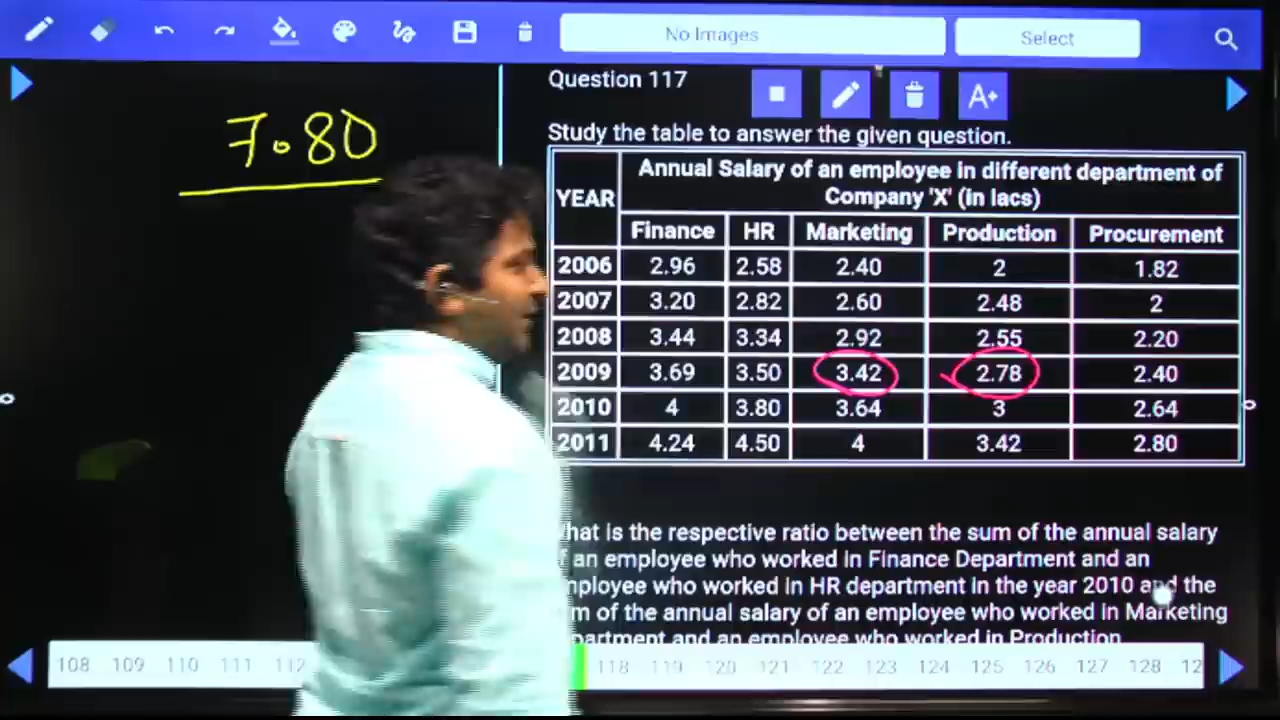 No Images
Select
Question 117
A+
7.80
Study the table to answer the given question.
YEAR
Annual Salary of an employee in different department of
Company 'X' (in lacs)
Finance HR Marketing Production Procurement
2006 2.96 2.58 2.40 2 1.82
2007 3.20 2.82 2.60 2.48 2
2008 3.44 3.34 2.92 2.55 2.20
2009 3.69 3.50 3.42 2.78 2.40
2010 4 3.80 3.64 3 2.64
2011 4.24 4.50 4 3.42 2.80
is the respective ratio between the sum of the annual salary
an employee who worked in Finance Department and an
who worked in HR department in the year 2010 and the
of the annual salary of an employee who worked in Marketing
and an employee who worked in Production
108 109 110 111 112 118 119 120 121 122 123 124 125 126 127 128 12